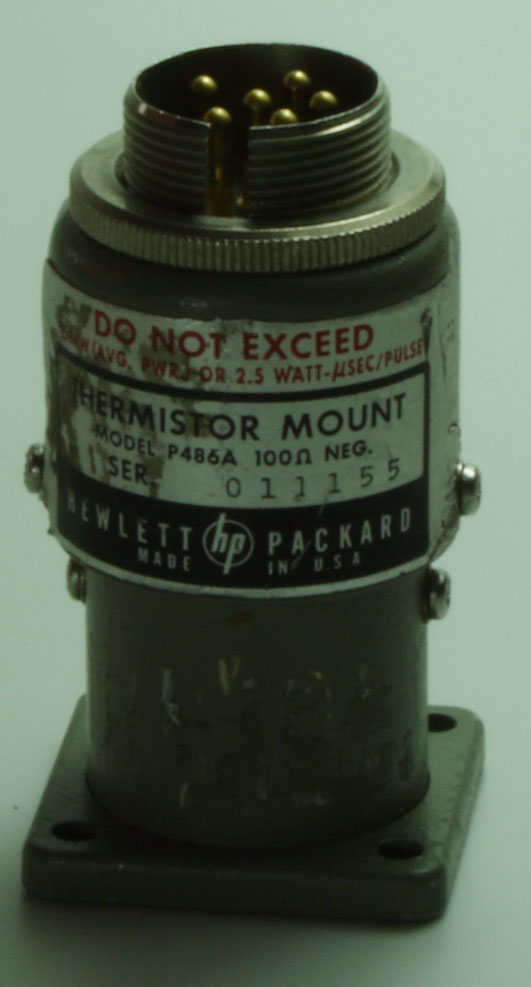 DO NOT EXCEED
(AVG. PWR.) OR 2.5 WATT-μSEC/PULSE
THERMISTOR MOUNT
MODEL P486A 100Ω NEG.
SER. 011155
HEWLETT hp PACKARD
MADE IN U.S.A